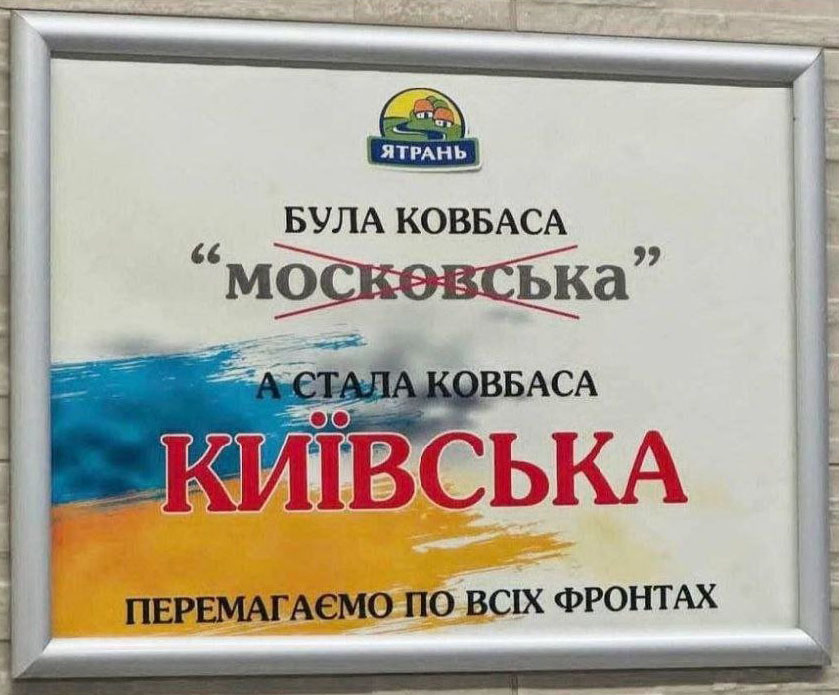 ЯТРАНЬ
БУЛА КОВБАСА
“московська”
А СТАЛА КОВБАСА
КИЇВСЬКА
ПЕРЕМАГАЄМО ПО ВСІХ ФРОНТАХ